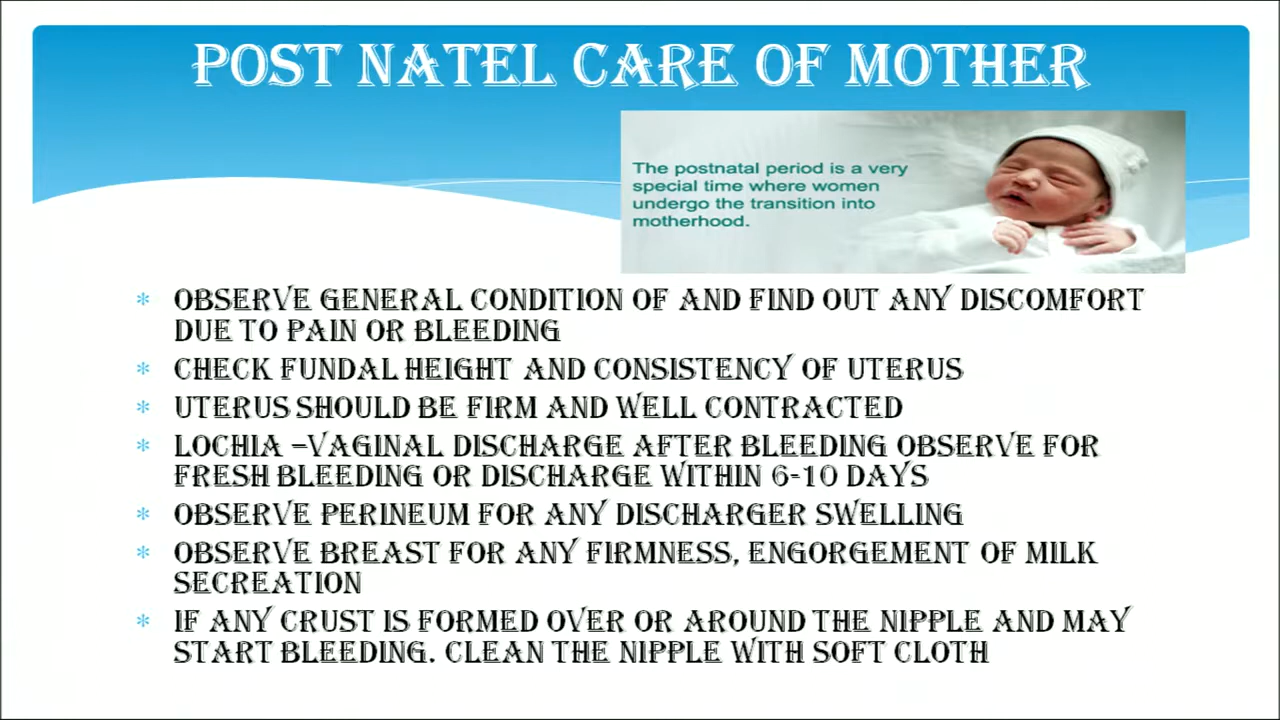 POST NATEL CARE OF MOTHER
The postnatal period is a very
special time where women
undergo the transition into
motherhood.
* OBSERVE GENERAL CONDITION OF AND FIND OUT ANY DISCOMFORT
DUE TO PAIN OR BLEEDING
* CHECK FUNDAL HEIGHT AND CONSISTENCY OF UTERUS
* UTERUS SHOULD BE FIRM AND WELL CONTRACTED
* LOCHIA –VAGINAL DISCHARGE AFTER BLEEDING OBSERVE FOR
FRESH BLEEDING OR DISCHARGE WITHIN 6-10 DAYS
* OBSERVE PERINEUM FOR ANY DISCHARGER SWELLING
* OBSERVE BREAST FOR ANY FIRMNESS, ENGORGEMENT OF MILK
SECREATION
* IF ANY CRUST IS FORMED OVER OR AROUND THE NIPPLE AND MAY
START BLEEDING. CLEAN THE NIPPLE WITH SOFT CLOTH